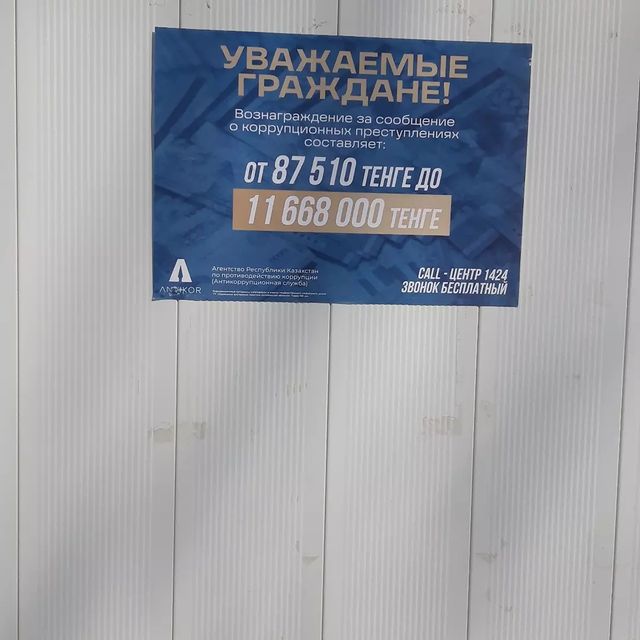 УВАЖАЕМЫЕ
ГРАЖДАНЕ!
Вознаграждение за сообщение
о коррупционных преступлениях
составляет:
ОТ 87 510 ТЕНГЕ ДО
11 668 000 ТЕНГЕ
ANTIKOR
Агентство Республики Казахстан
по противодействию коррупции
(Антикоррупционная служба)
CALL - ЦЕНТР 1424
ЗВОНОК БЕСПЛАТНЫЙ